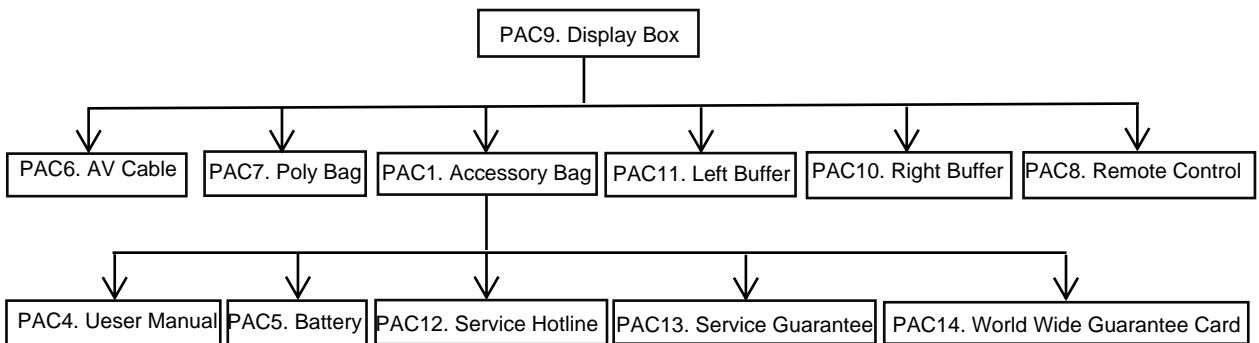 PAC9. Display Box
PAC6. AV Cable
PAC7. Poly Bag
PAC1. Accessory Bag
PAC11. Left Buffer
PAC10. Right Buffer
PAC8. Remote Control
PAC4. Ueser Manual
PAC5. Battery
PAC12. Service Hotline
PAC13. Service Guarantee
PAC14. World Wide Guarantee Card